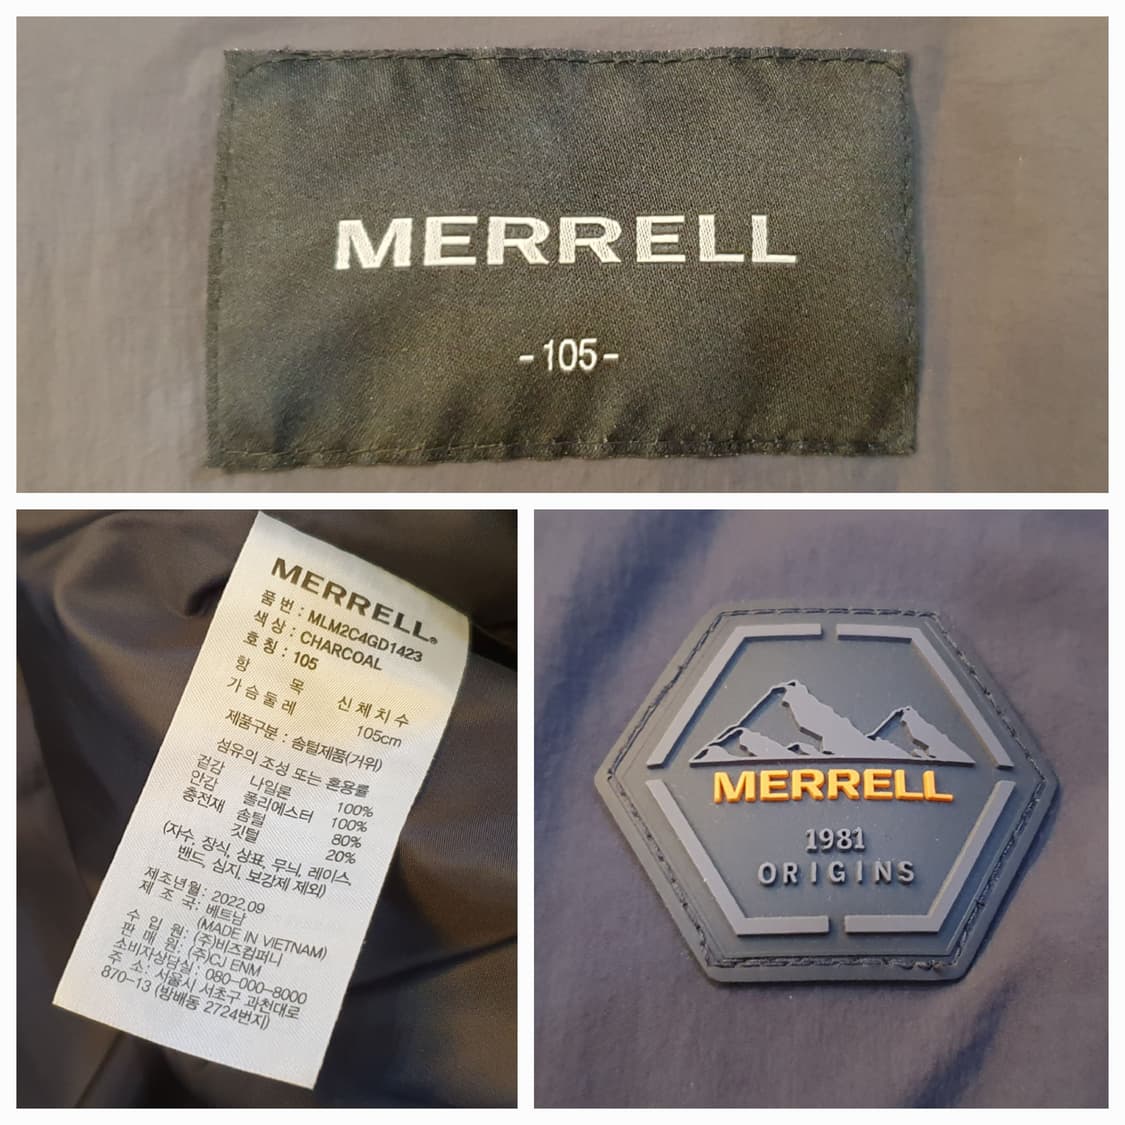 MERRELL
-105-
MERRELL®
품 번 : MLM2C4GD1423
색 상 : CHARCOAL
호 칭 : 105
항 목 신 체 치 수
가 슴 둘 레 105cm
제품구분 : 솜털제품(거위)
섬유의 조성 또는 혼용률
겉감 나일론 100%
안감 폴리에스터 100%
충전재 솜털 80%
깃털 20%
(자수, 장식, 상표, 무늬, 레이스,
밴드, 심지, 보강제 제외)
제조년월 : 2022.09
제 조 국 : 베트남
(MADE IN VIETNAM)
수 입 원 : (주)비즈컴퍼니
판 매 원 : (주)CJ ENM
소비자상담실 : 080-000-8000
주 소 : 서울시 서초구 과천대로
870-13 (방배동 2724번지)
MERRELL
1981
ORIGINS